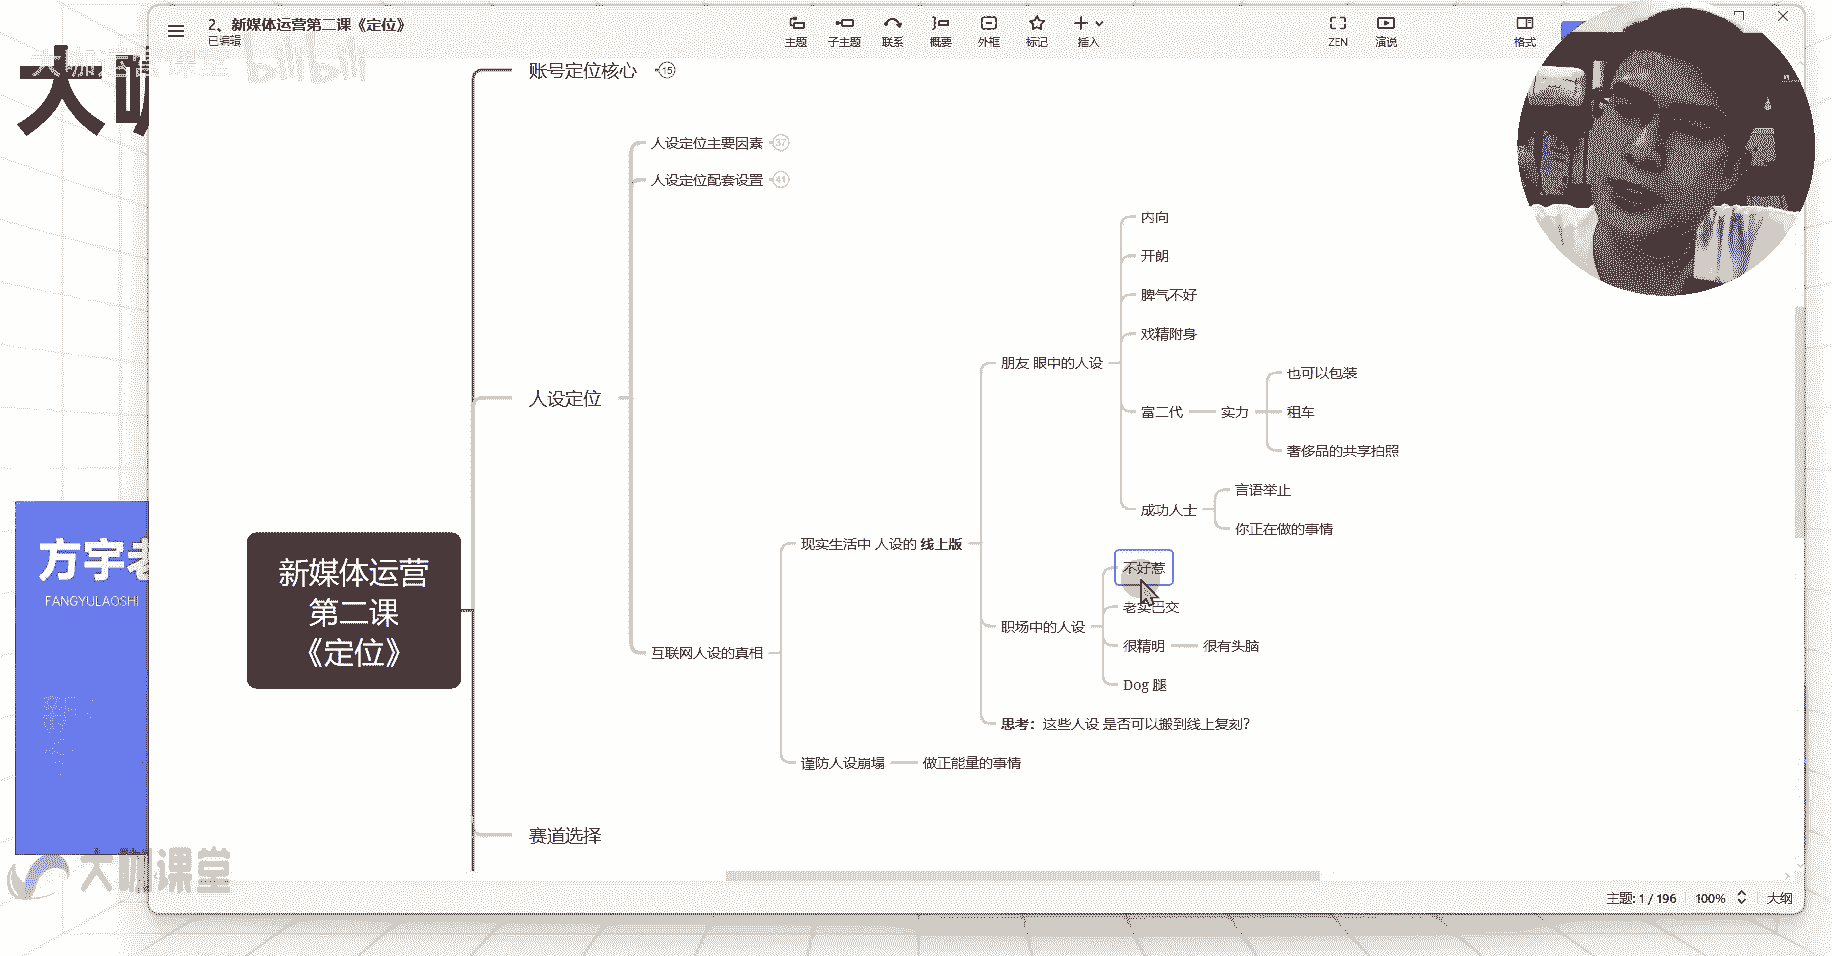 2、新媒体运营第二课《定位》
已编辑
主题
子主题
联系
概要
外框
标记
插入
ZEN
演说
格式
大咖运营课堂 bilibili
大咖
账号定位核心 15
人设定位主要因素 37
人设定位配套设置 41
内向
开朗
脾气不好
戏精附身
朋友 眼中的人设
也可以包装
人设定位
富二代
实力
租车
奢侈品的共享拍照
言语举止
成功人士
你正在做的事情
现实生活中 人设的 线上版
不好惹
老实巴交
职场中的人设
很精明
很有头脑
互联网人设的真相
Dog 腿
思考：这些人设 是否可以搬到线上复刻？
谨防人设崩塌
做正能量的事情
新媒体运营
第二课
《定位》
赛道选择
方宇老
FANGYULAOSHI
大咖课堂
主题: 1 / 196
100%
大纲